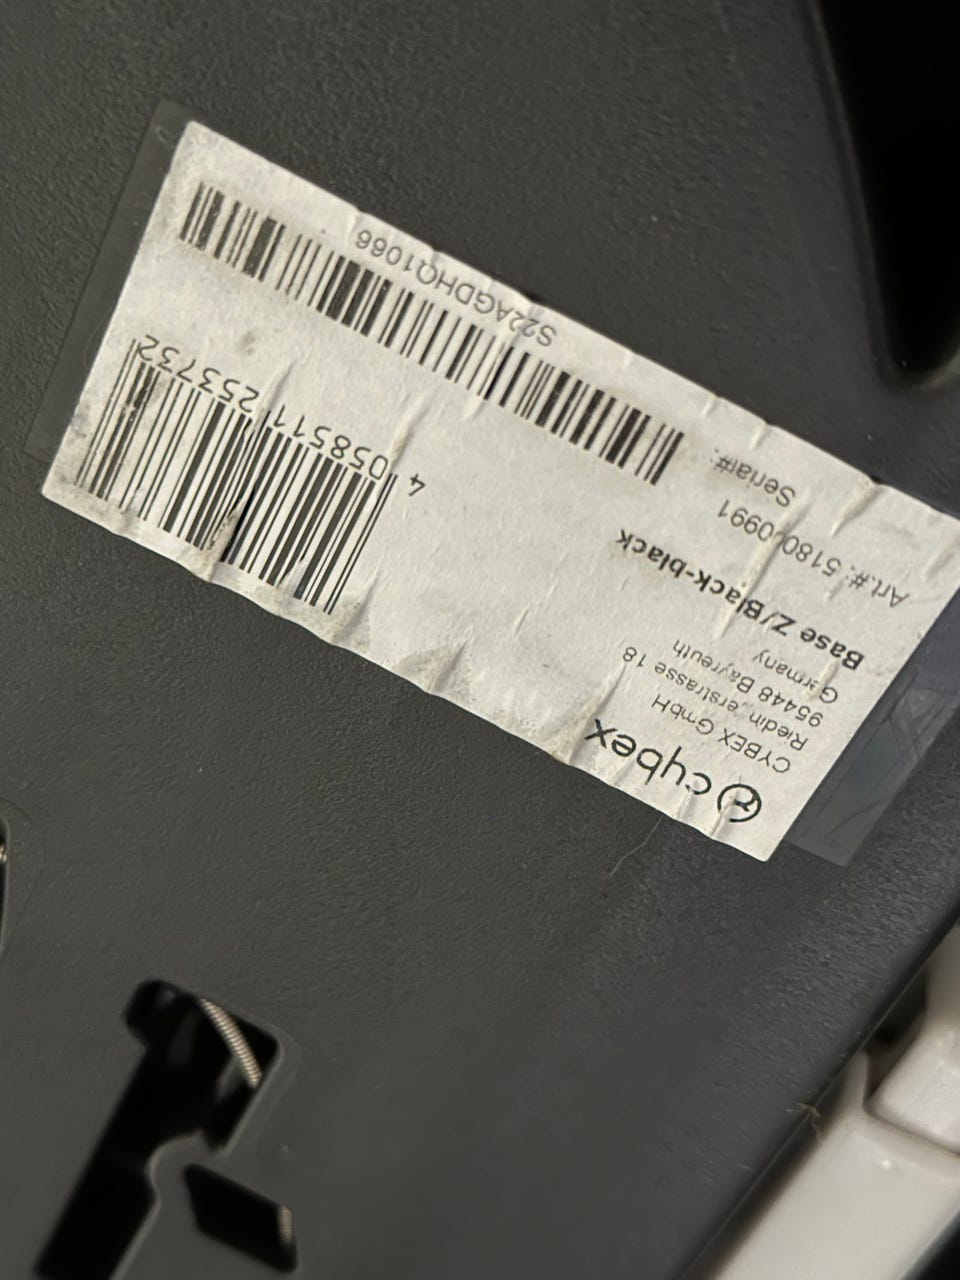 cybex
CYBEX GmbH
Riedingerstrasse 18
95448 Bayreuth
Germany
Base Z/Black-black
Art.#: 518000991
Serial#:
4 058511 253732
S22AGDHQ1066